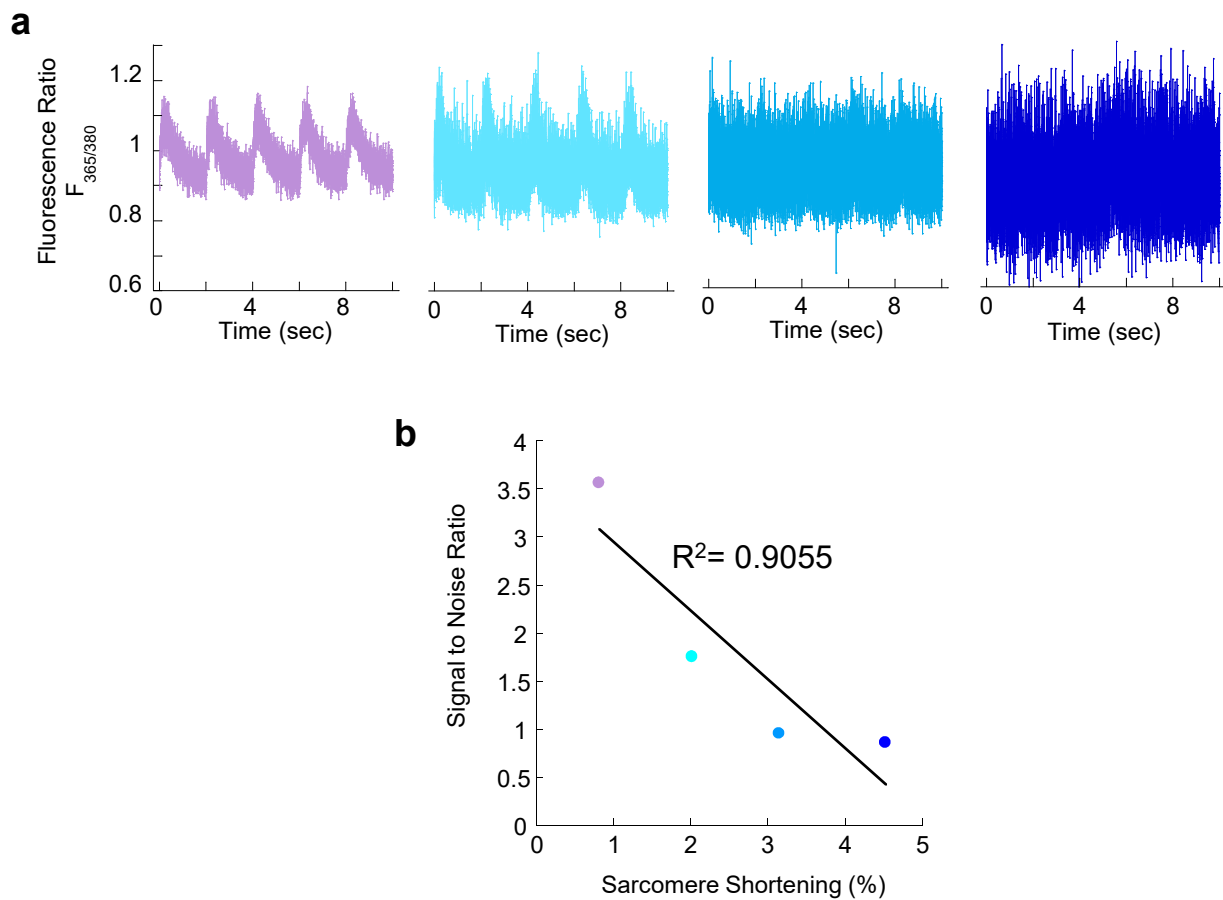 a
Fluorescence Ratio
F365/380
1.2
1
0.8
0.6
0 4 8
Time (sec)
0 4 8
Time (sec)
0 4 8
Time (sec)
0 4 8
Time (sec)
b
Signal to Noise Ratio
4
3.5
3
2.5
2
1.5
1
0.5
0
R²= 0.9055
0 1 2 3 4 5
Sarcomere Shortening (%)